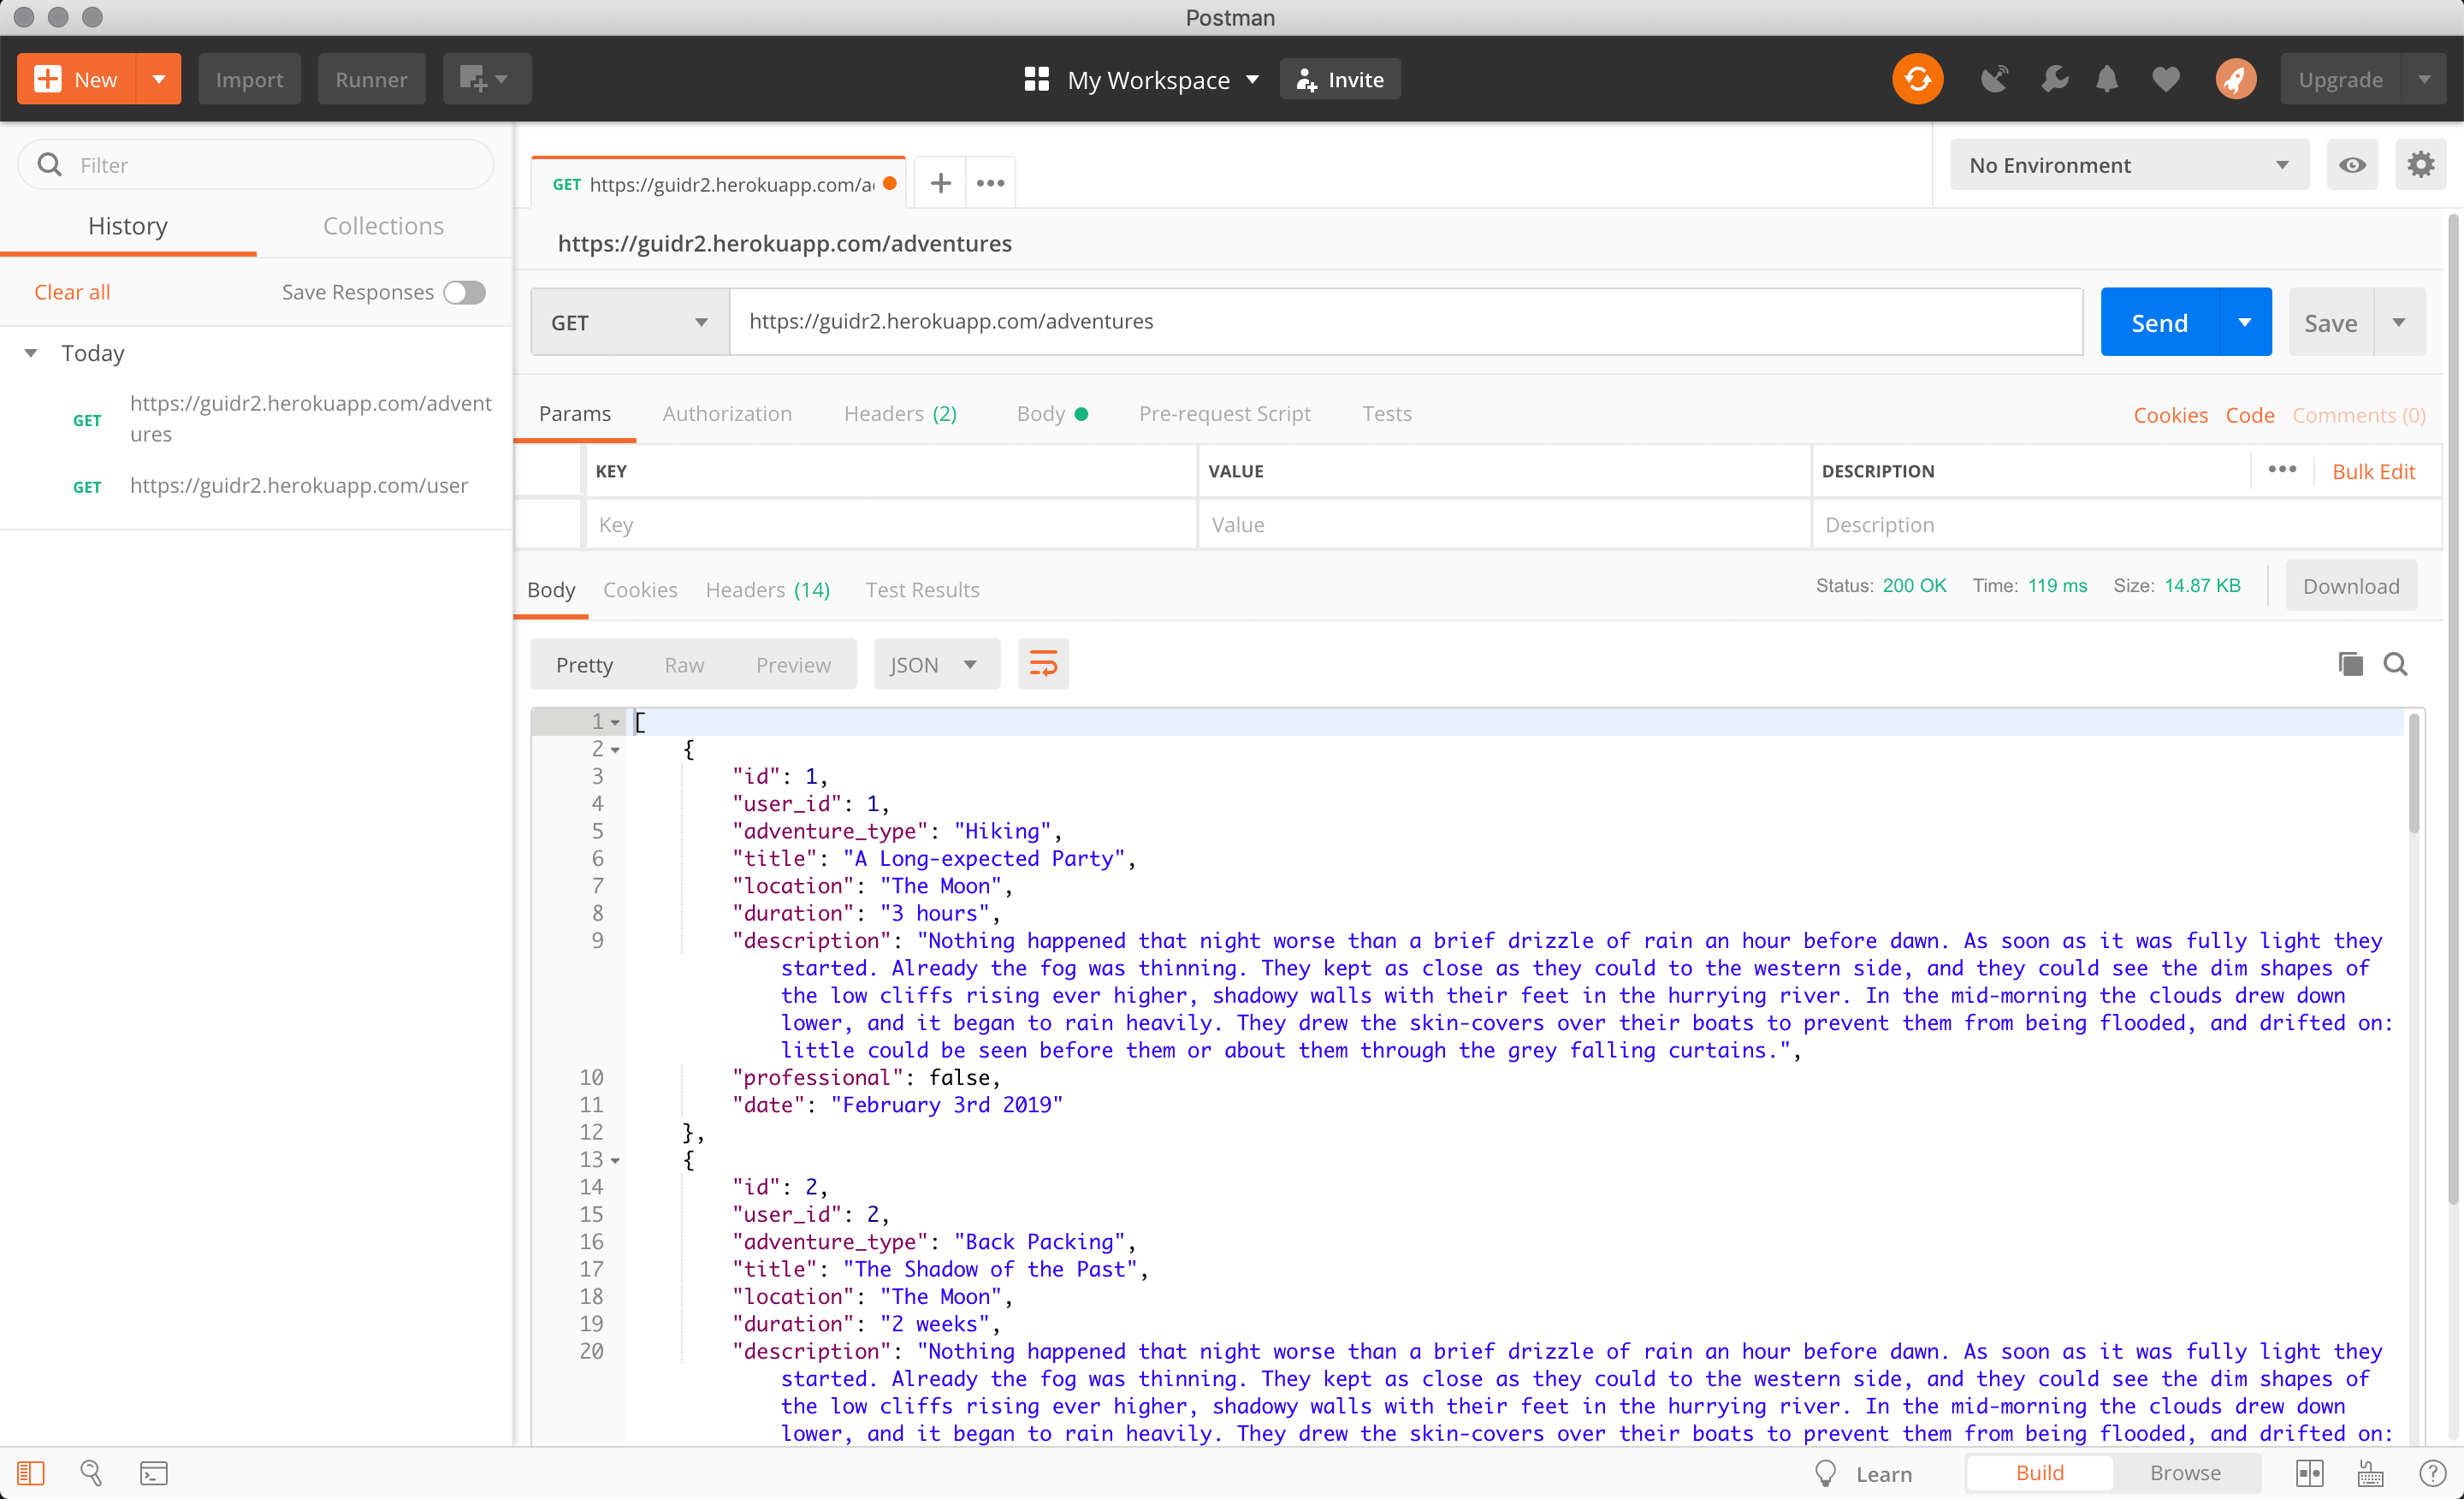 Postman
New
Import
Runner
My Workspace
Invite
Upgrade
Filter
History
Collections
Clear all
Save Responses
Today
GET https://guidr2.herokuapp.com/advent
ures
GET https://guidr2.herokuapp.com/user
GET https://guidr2.herokuapp.com/a
No Environment
https://guidr2.herokuapp.com/adventures
GET
https://guidr2.herokuapp.com/adventures
Send
Save
Params
Authorization
Headers (2)
Body
Pre-request Script
Tests
Cookies
Code
Comments (0)
KEY
VALUE
DESCRIPTION
Bulk Edit
Key
Value
Description
Body
Cookies
Headers (14)
Test Results
Status: 200 OK
Time: 119 ms
Size: 14.87 KB
Download
Pretty
Raw
Preview
JSON
1 [
2 {
3 "id": 1,
4 "user_id": 1,
5 "adventure_type": "Hiking",
6 "title": "A Long-expected Party",
7 "location": "The Moon",
8 "duration": "3 hours",
9 "description": "Nothing happened that night worse than a brief drizzle of rain an hour before dawn. As soon as it was fully light they
started. Already the fog was thinning. They kept as close as they could to the western side, and they could see the dim shapes of
the low cliffs rising ever higher, shadowy walls with their feet in the hurrying river. In the mid-morning the clouds drew down
lower, and it began to rain heavily. They drew the skin-covers over their boats to prevent them from being flooded, and drifted on:
little could be seen before them or about them through the grey falling curtains.",
10 "professional": false,
11 "date": "February 3rd 2019"
12 },
13 {
14 "id": 2,
15 "user_id": 2,
16 "adventure_type": "Back Packing",
17 "title": "The Shadow of the Past",
18 "location": "The Moon",
19 "duration": "2 weeks",
20 "description": "Nothing happened that night worse than a brief drizzle of rain an hour before dawn. As soon as it was fully light they
started. Already the fog was thinning. They kept as close as they could to the western side, and they could see the dim shapes of
the low cliffs rising ever higher, shadowy walls with their feet in the hurrying river. In the mid-morning the clouds drew down
lower, and it began to rain heavily. They drew the skin-covers over their boats to prevent them from being flooded, and drifted on:
Learn
Build
Browse